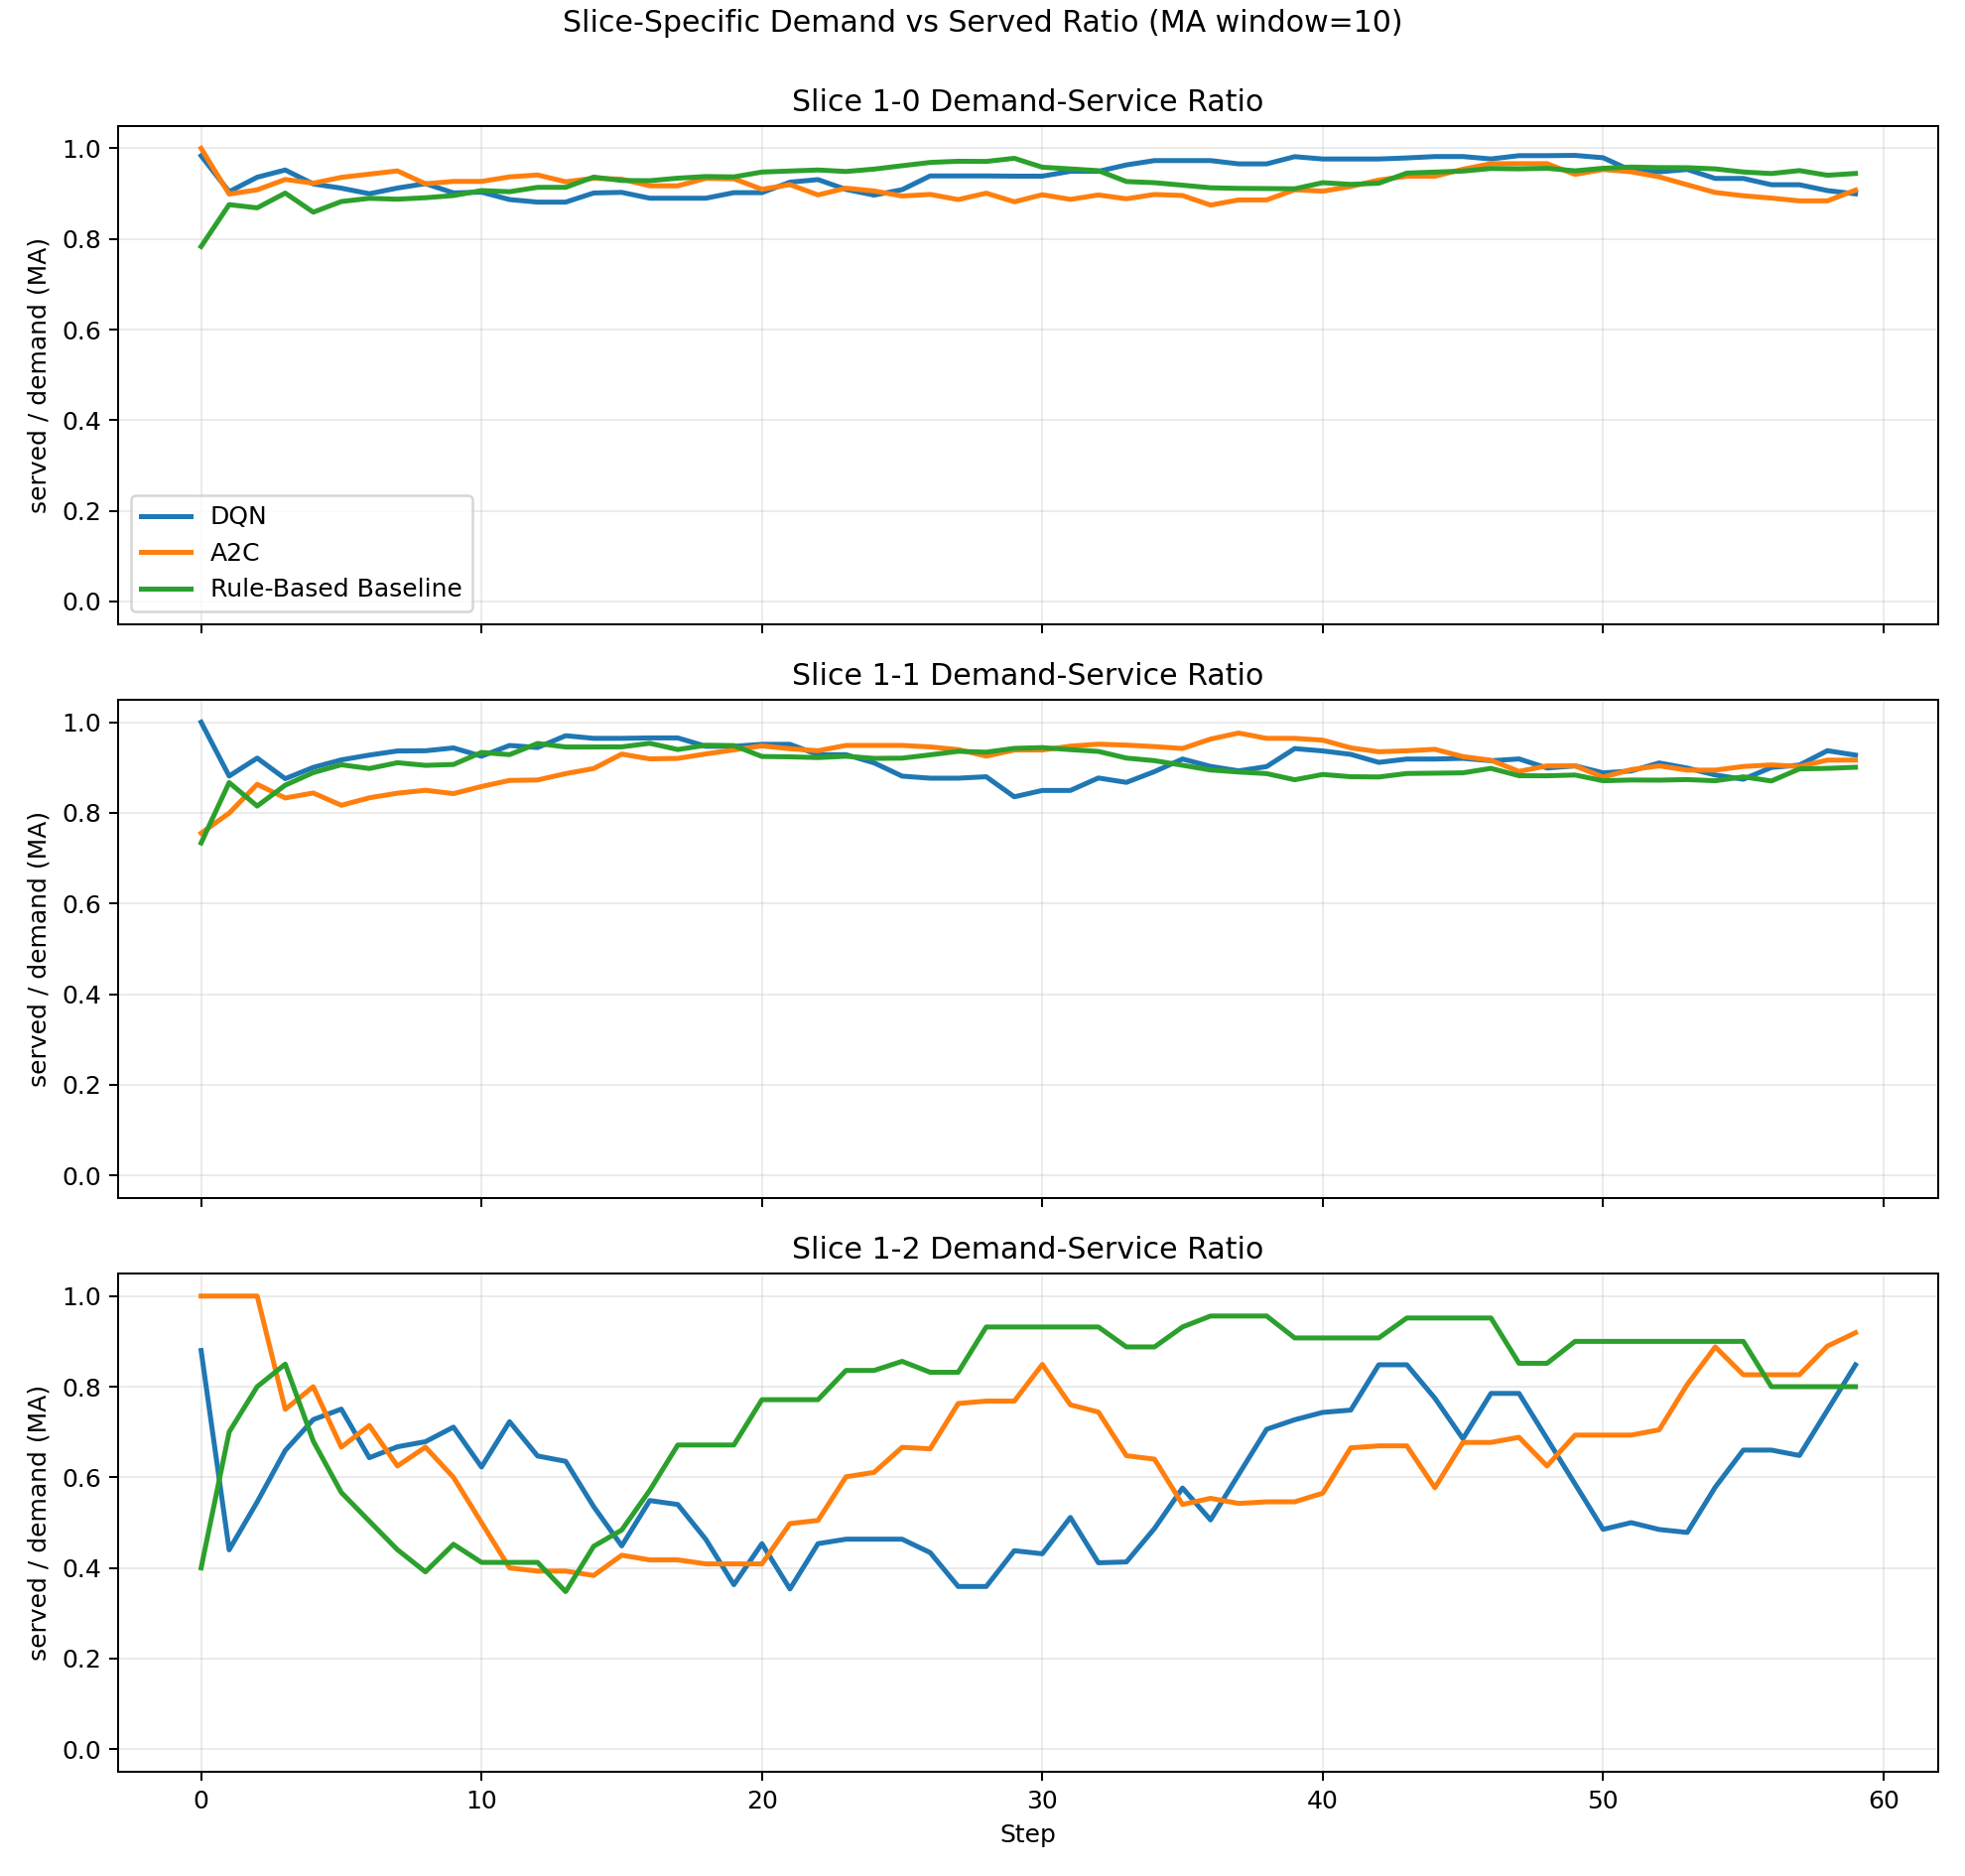 Slice-Specific Demand vs Served Ratio (MA window=10)
Slice 1-0 Demand-Service Ratio
served / demand (MA)
1.0
0.8
0.6
0.4
0.2
0.0
DQN
A2C
Rule-Based Baseline
Slice 1-1 Demand-Service Ratio
served / demand (MA)
1.0
0.8
0.6
0.4
0.2
0.0
Slice 1-2 Demand-Service Ratio
served / demand (MA)
1.0
0.8
0.6
0.4
0.2
0.0
0 10 20 30 40 50 60
Step